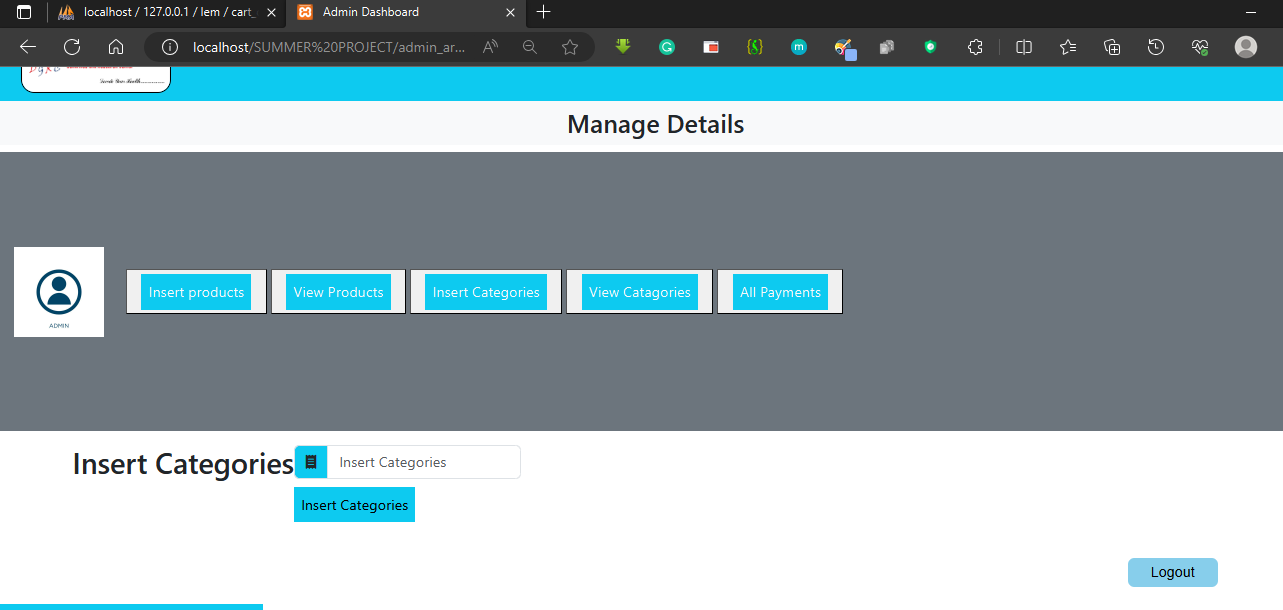 localhost / 127.0.0.1 / lem / cart_
Admin Dashboard
localhost/SUMMER%20PROJECT/admin_ar...
Manage Details
ADMIN
Insert products
View Products
Insert Categories
View Catagories
All Payments
Insert Categories
Insert Categories
Insert Categories
Logout